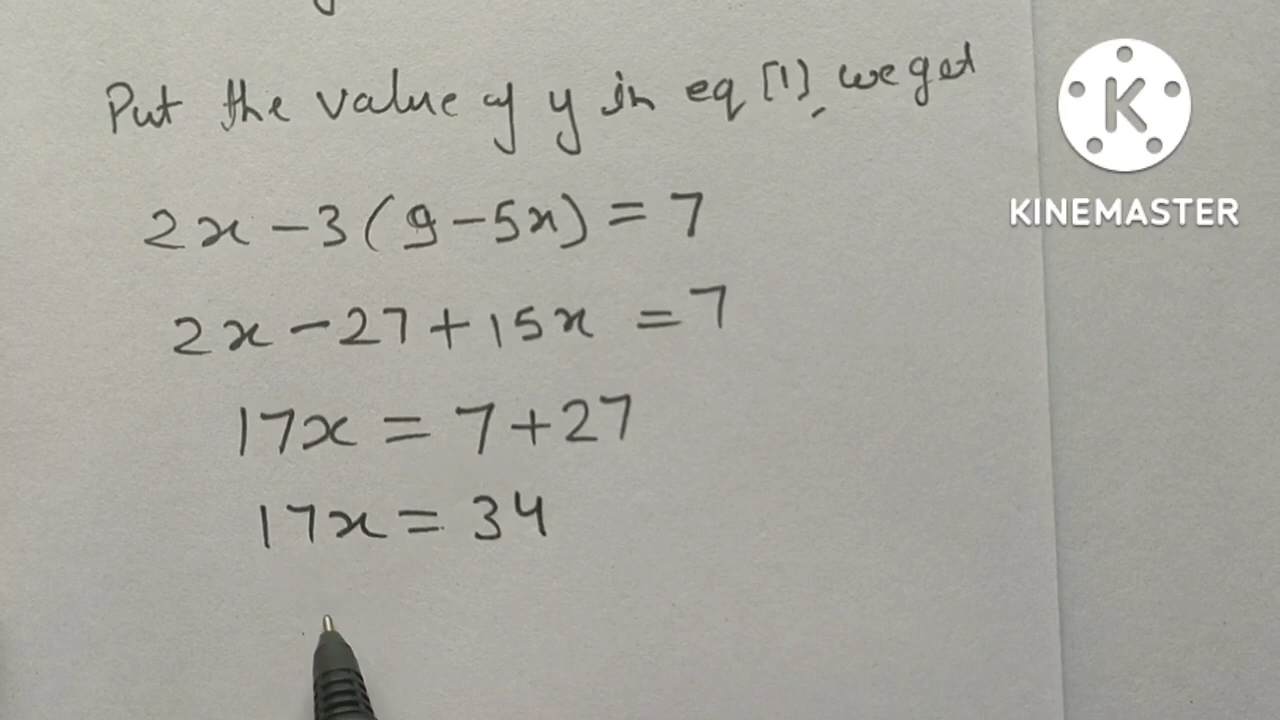 Put the value of y in eq [1], we get
2x - 3(9 - 5x) = 7
2x - 27 + 15x = 7
17x = 7 + 27
17x = 34
K
KINEMASTER